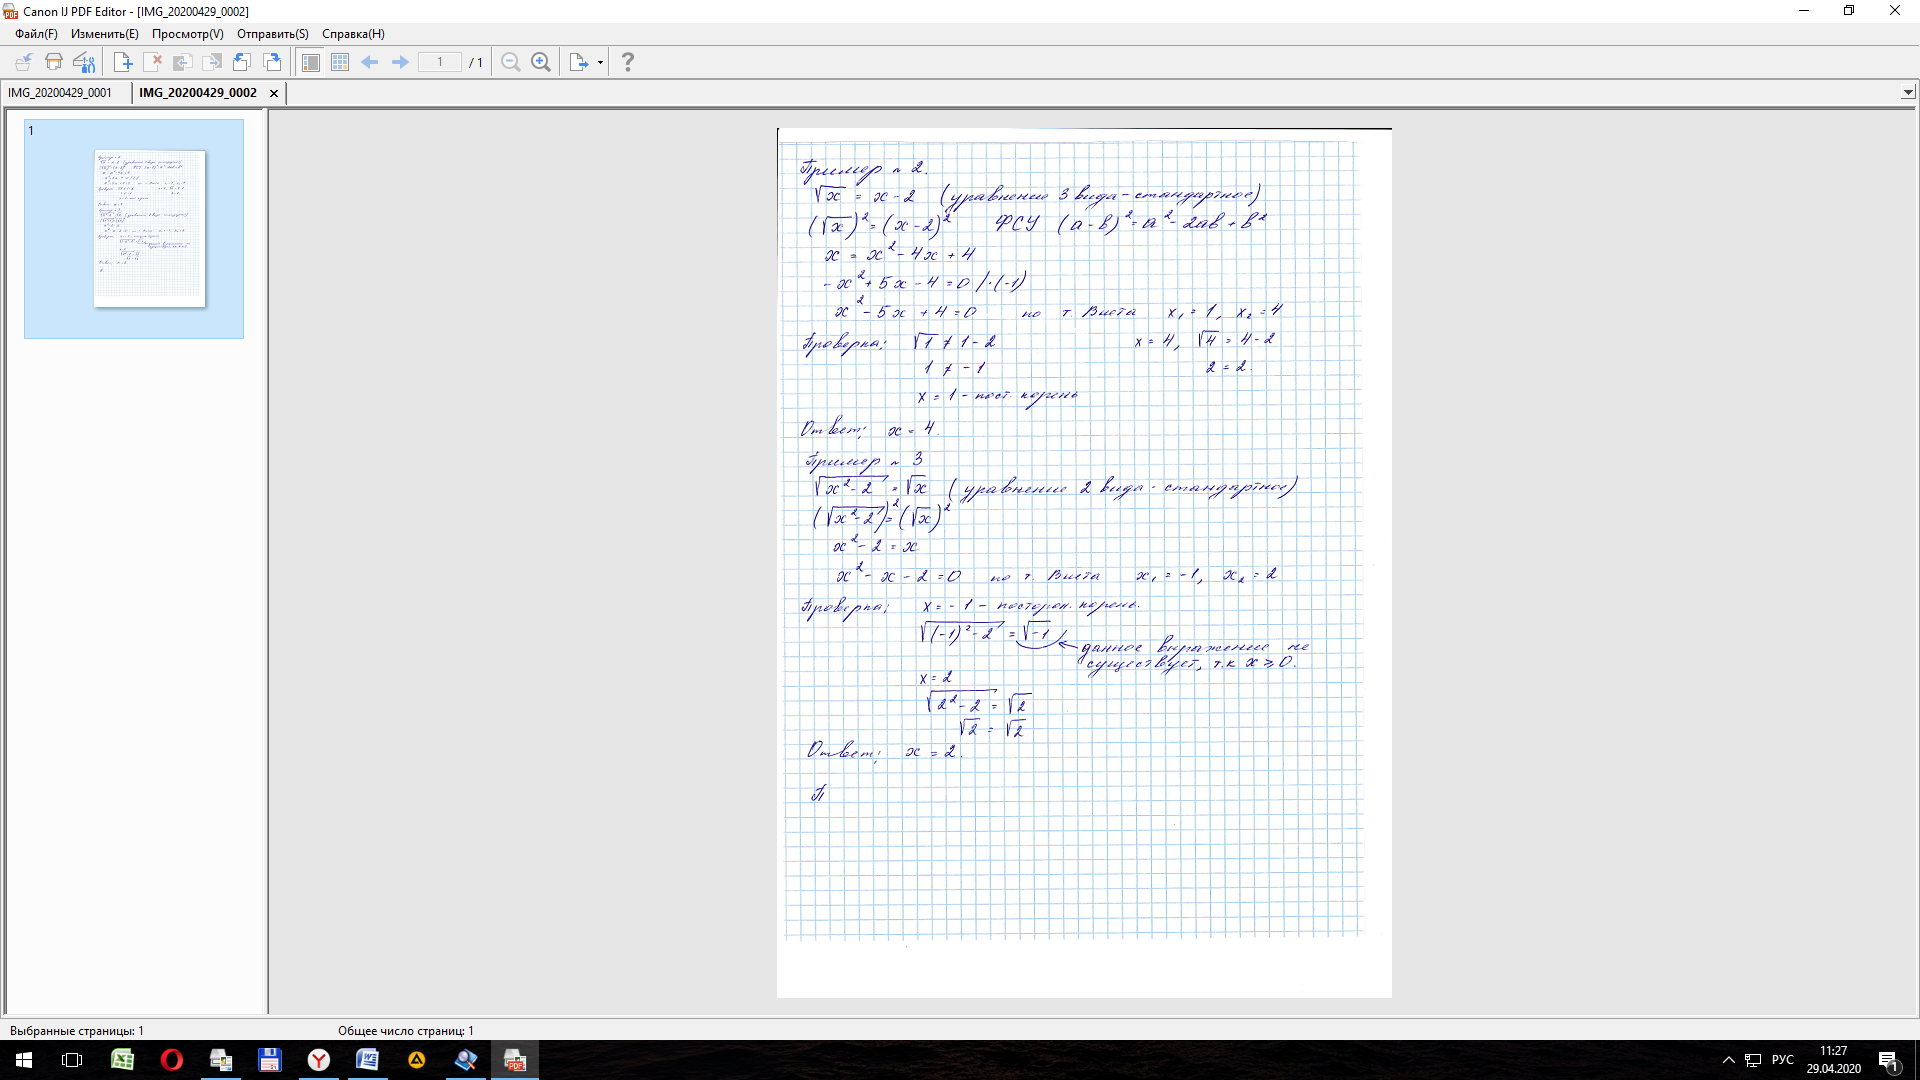 Canon IJ PDF Editor - [IMG_20200429_0002]
Файл(F) Изменить(E) Просмотр(V) Отправить(S) Справка(H)
1 / 1
IMG_20200429_0001 IMG_20200429_0002
1
Пример ~ 2.
√x = x - 2 (уравнение 3 вида - стандартное)
(√x)² = (x-2)² ФСУ (a - b)² = a² - 2ab + b²
x = x² - 4x + 4
- x² + 5x - 4 = 0 /·(-1)
x² - 5x + 4 = 0 по т. Виета x₁ = 1, x₂ = 4
Проверка: √1 ≠ 1 - 2 x = 4, √4 = 4 - 2
1 ≠ - 1 2 = 2.
x = 1 - пост. корень
Ответ: x = 4.
Пример ~ 3
√x² - 2 = √x (уравнение 2 вида - стандартное)
(√x² - 2)² = (√x)²
x² - 2 = x
x² - x - 2 = 0 по т. Виета x₁ = -1, x₂ = 2
Проверка: x = - 1 - посторон. корень.
√(-1)² - 2 = √-1
данное выражение не
существует, т.к x ⩾ 0.
x = 2
√2² - 2 = √2
√2 = √2
Ответ: x = 2.
П
Выбранные страницы: 1 Общее число страниц: 1
РУС 11:27
29.04.2020
1